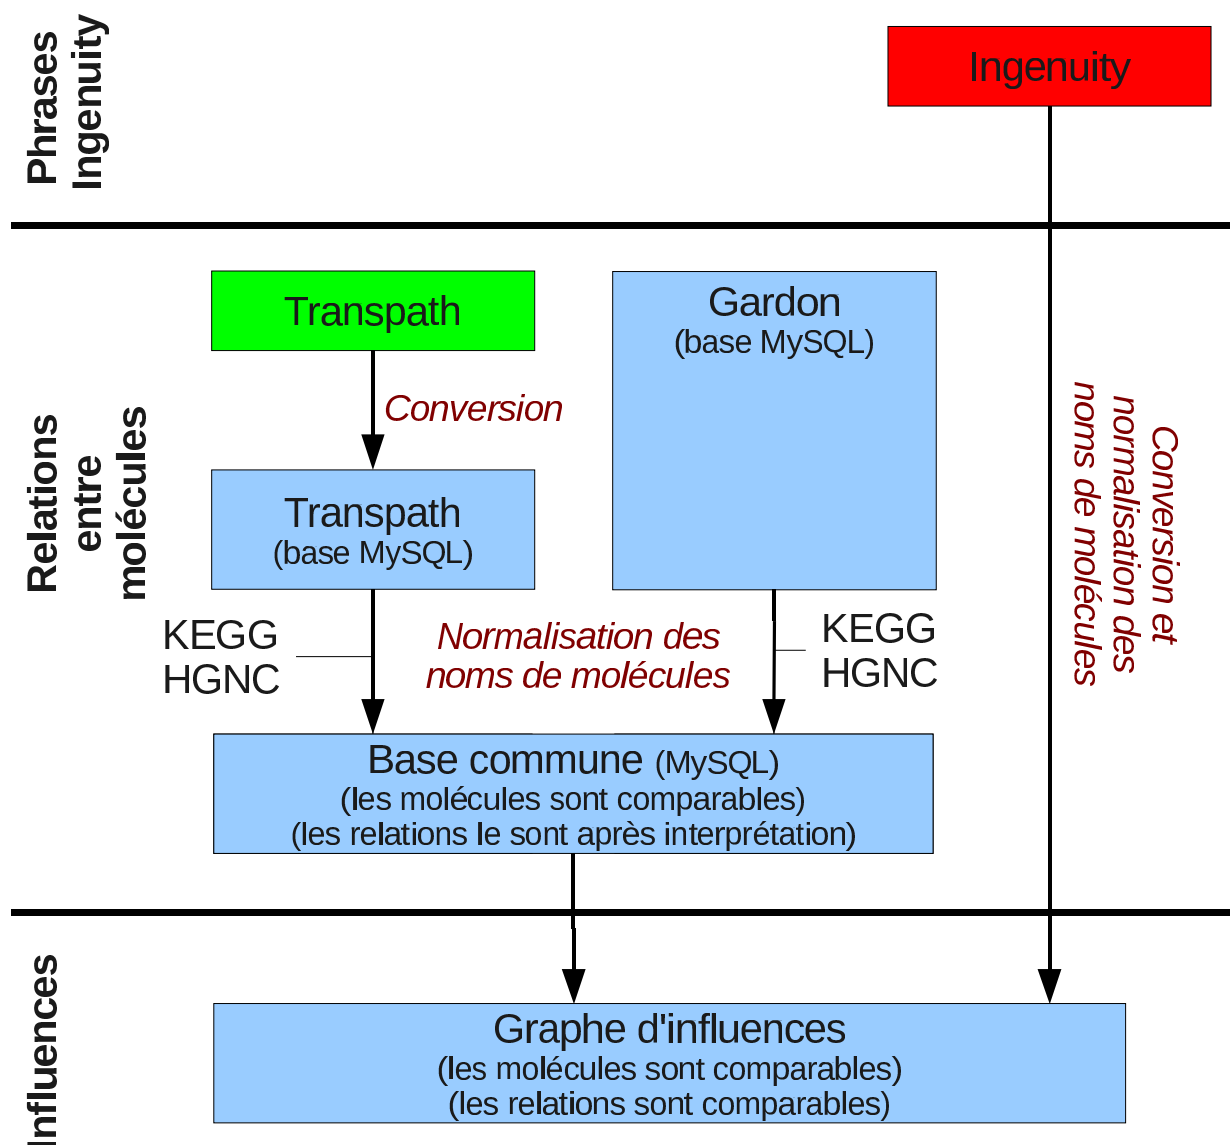 Phrases
Ingenuity
Ingenuity
Relations
entre
molécules
Transpath
Gardon
(base MySQL)
Conversion
Transpath
(base MySQL)
Conversion et
normalisation des
noms de molécules
KEGG
HGNC
Normalisation des
noms de molécules
KEGG
HGNC
Base commune (MySQL)
(les molécules sont comparables)
(les relations le sont après interprétation)
Influences
Graphe d'influences
(les molécules sont comparables)
(les relations sont comparables)